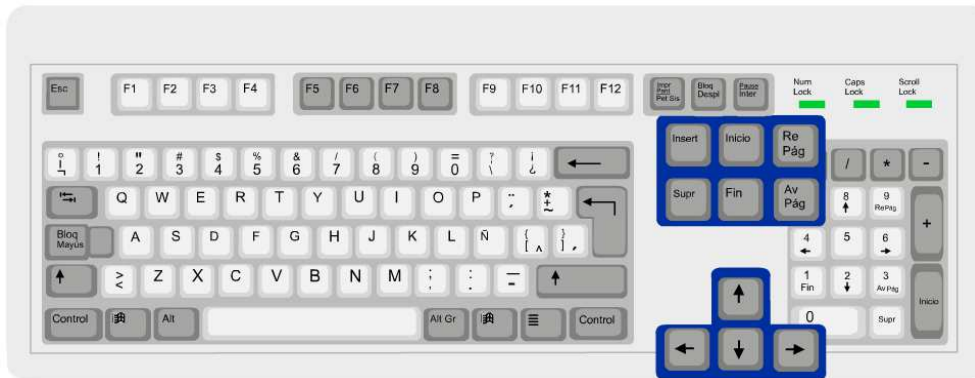 Esc F1 F2 F3 F4 F5 F6 F7 F8 F9 F10 F11 F12 Impr Pant Pet Sis Bloq Despl Pausa Inter Num Lock Caps Lock Scroll Lock
Insert Inicio Re Pág
! " # $ % & / ( ) = ?
1 2 3 4 5 6 7 8 9 0 \ ¿ / * -
Supr Fin Av Pág
Q W E R T Y U I O P * + ~ 8 9 RePág +
Bloq Mayús A S D F G H J K L Ñ { [ ^ } ] 4 5 6
> < Z X C V B N M ; : - 1 Fin 2 3 Av Pág Inicio
Control Alt Alt Gr Control 0 Supr